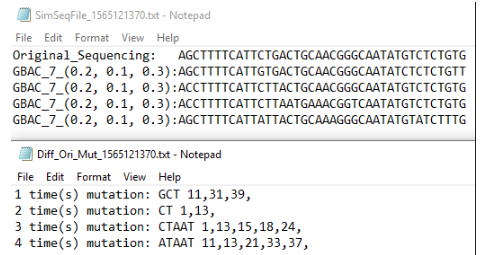 SimSeqFile_1565121370.txt - Notepad
File Edit Format View Help
Original_Sequencing: AGCTTTTCATTCTGACTGCAACGGGCAATATGTCTCTGTG
GBAC_7_(0.2, 0.1, 0.3):AGCTTTTCATTGTGACTGCAACGGGCAATATCTCTCTGTT
GBAC_7_(0.2, 0.1, 0.3):ACCTTTTCATTCTTACTGCAACGGGCAATATGTCTCTGTG
GBAC_7_(0.2, 0.1, 0.3):ACCTTTTCATTCTTAATGAAACGGTCAATATGTCTCTGTG
GBAC_7_(0.2, 0.1, 0.3):AGCTTTTCATTATTACTGCAAAGGGCAATATGTATCTTTG
Diff_Ori_Mut_1565121370.txt - Notepad
File Edit Format View Help
1 time(s) mutation: GCT 11,31,39,
2 time(s) mutation: CT 1,13,
3 time(s) mutation: CTAAT 1,13,15,18,24,
4 time(s) mutation: ATAAT 11,13,21,33,37,